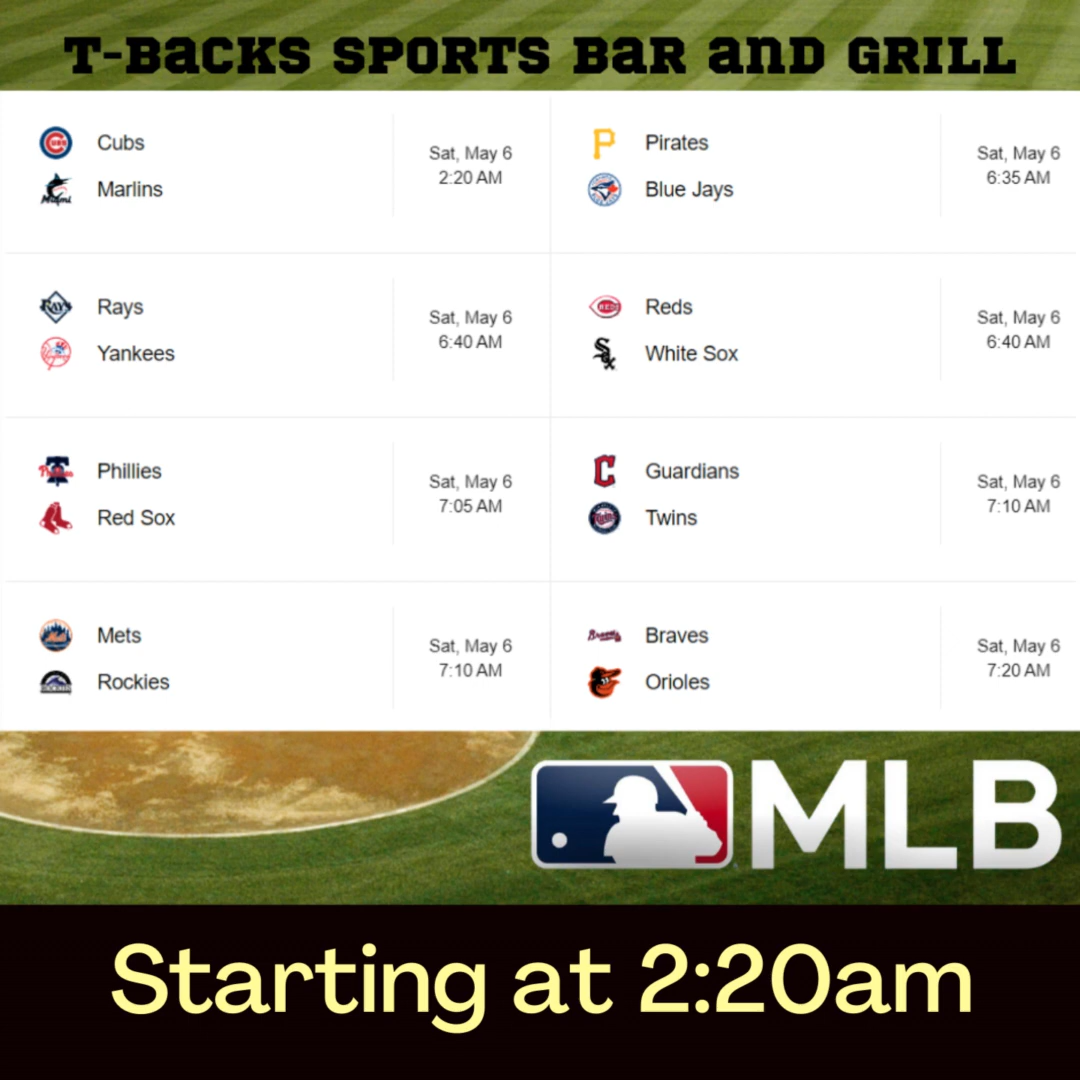 T-BACKS SPORTS BAR AND GRILL
Cubs
Marlins
Sat, May 6
2:20 AM
Pirates
Blue Jays
Sat, May 6
6:35 AM
Rays
Yankees
Sat, May 6
6:40 AM
Reds
White Sox
Sat, May 6
6:40 AM
Phillies
Red Sox
Sat, May 6
7:05 AM
Guardians
Twins
Sat, May 6
7:10 AM
Mets
Rockies
Sat, May 6
7:10 AM
Braves
Orioles
Sat, May 6
7:20 AM
MLB
Starting at 2:20am